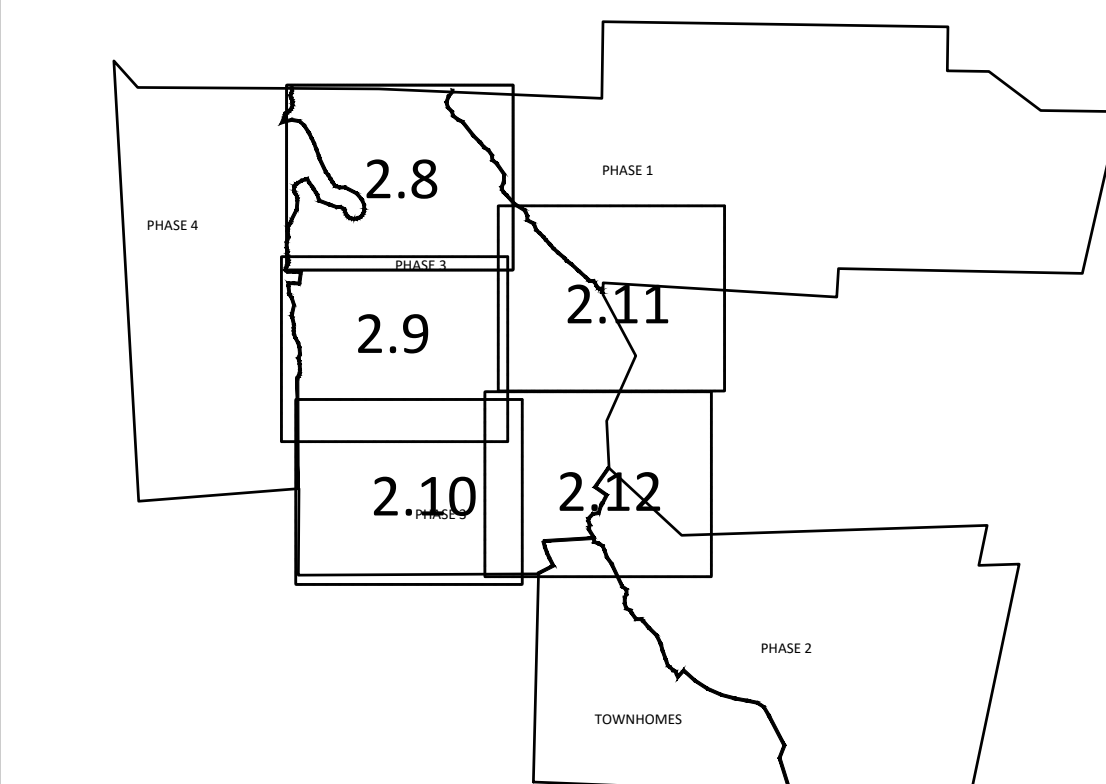 PHASE 1
2.8
PHASE 4
PHASE 3
2.11
2.9
2.10
2.12
PHASE 3
PHASE 2
TOWNHOMES